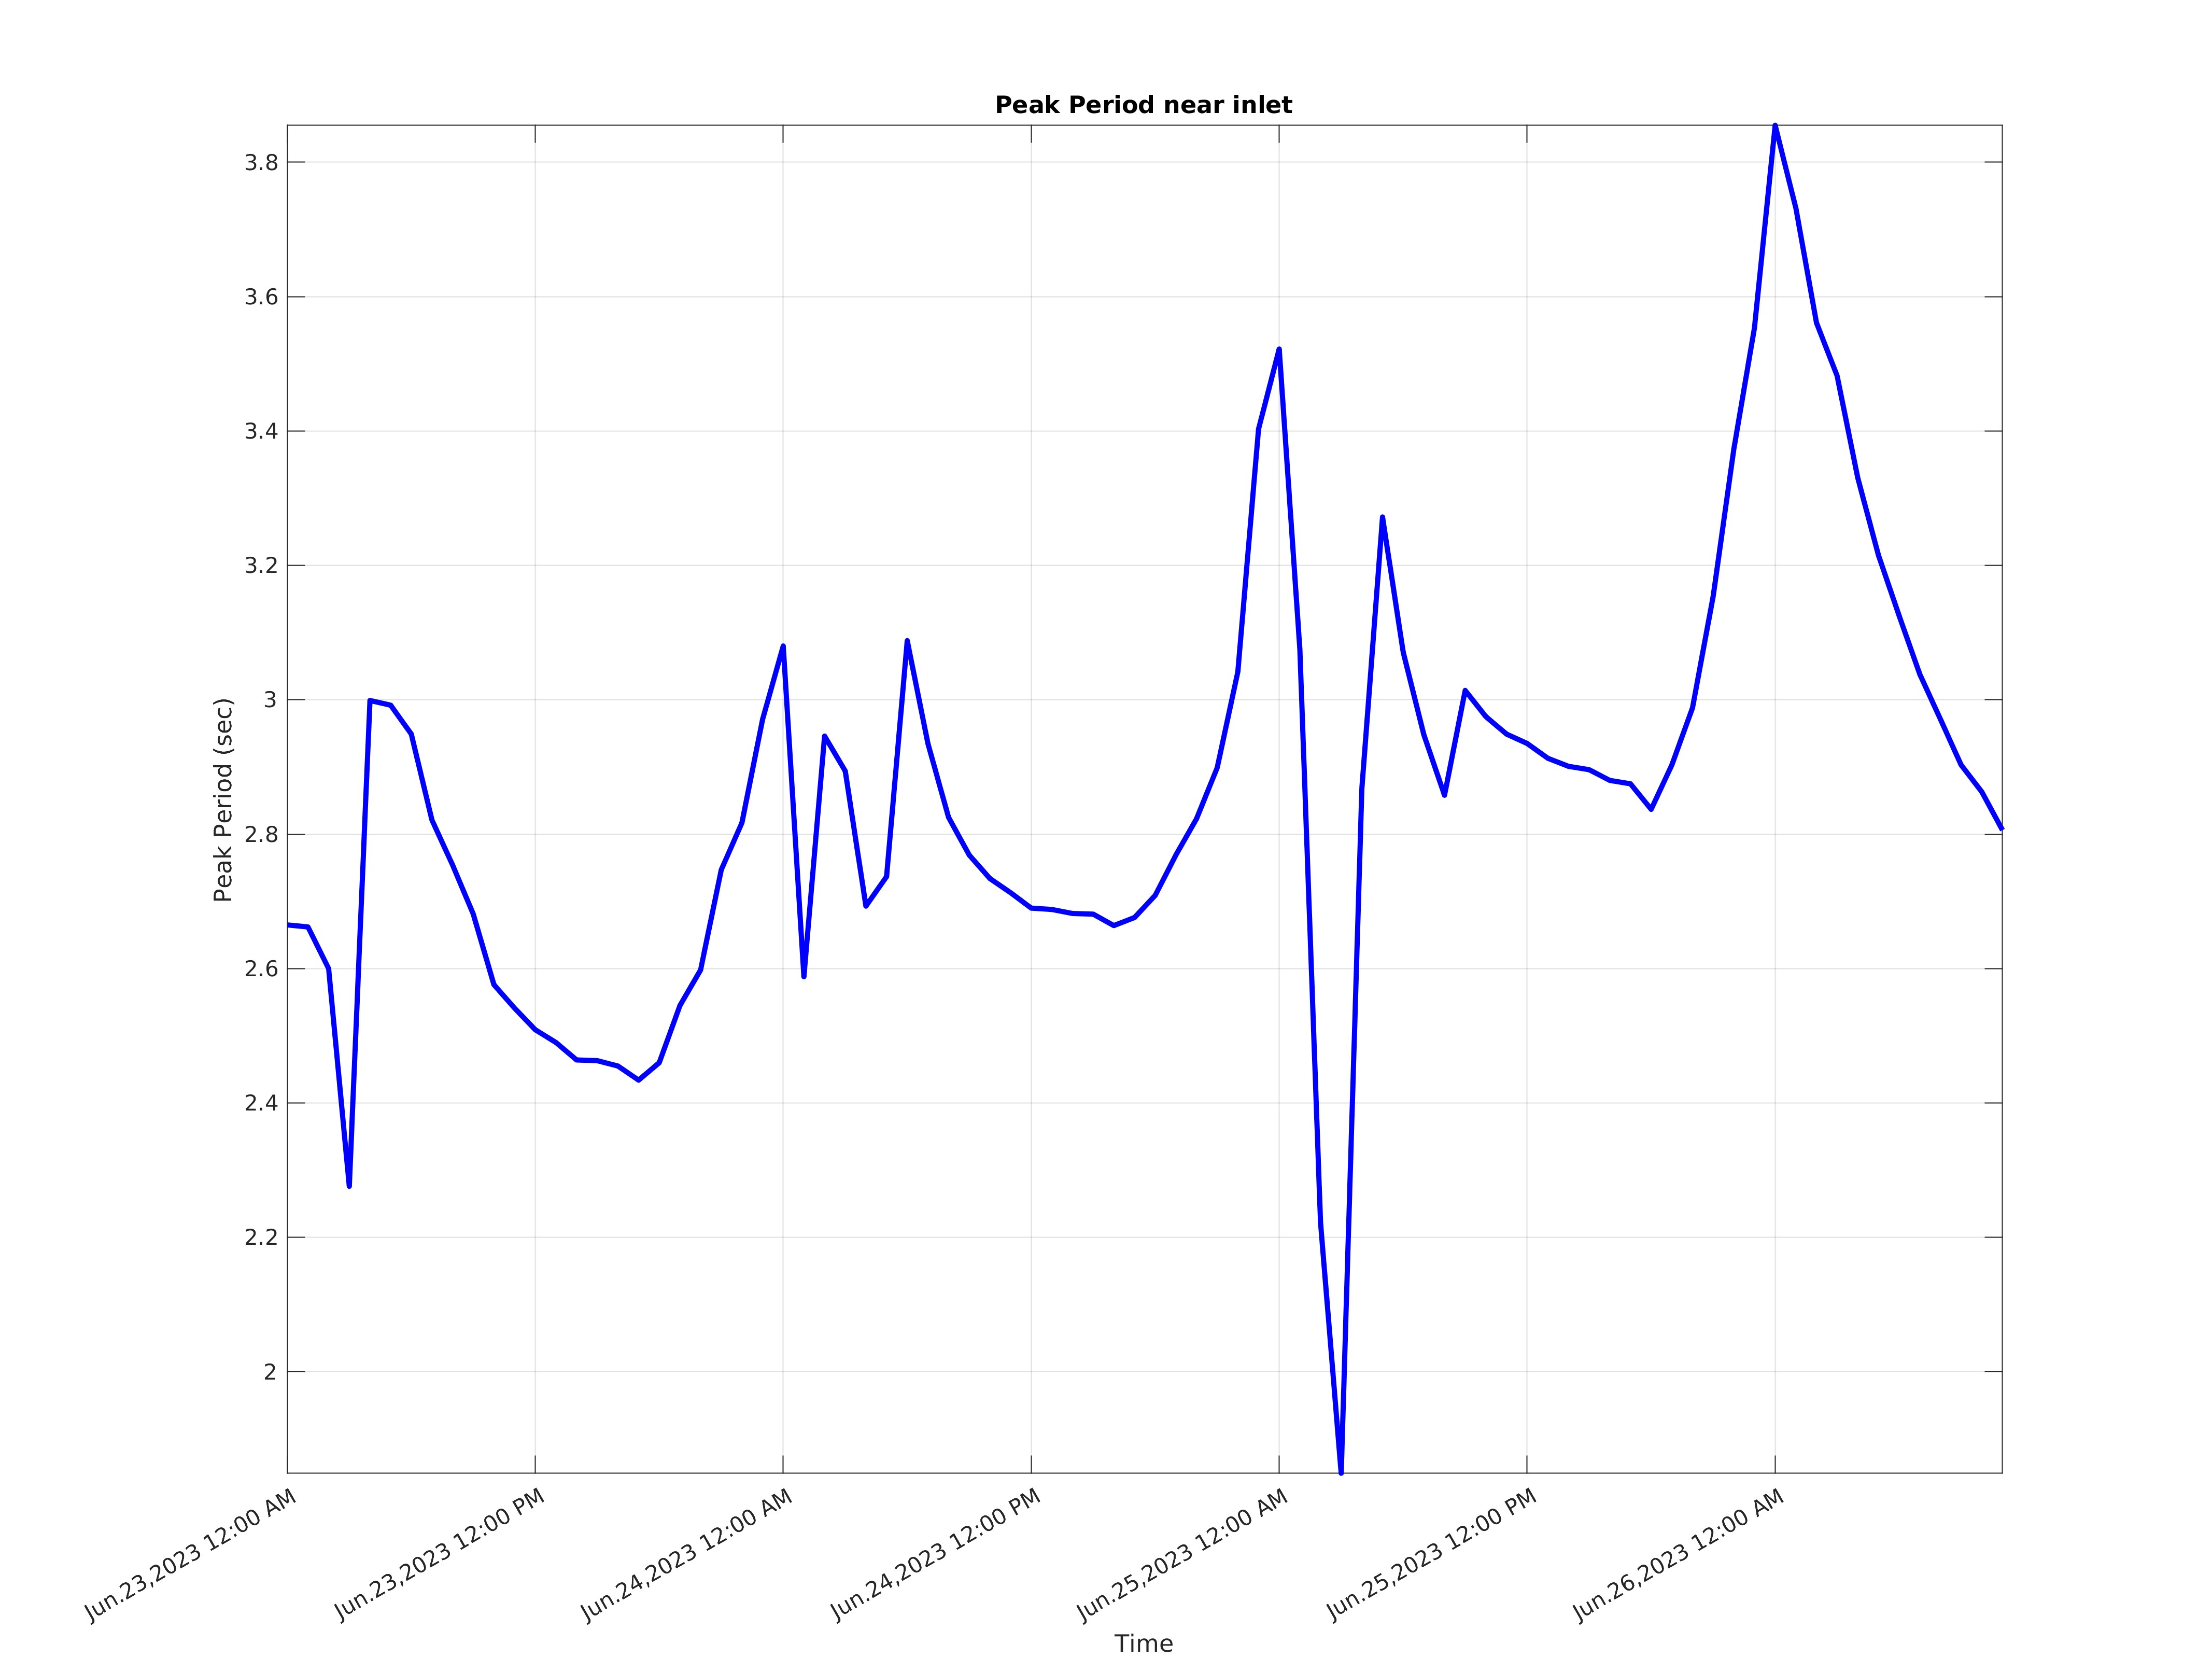 Peak Period near inlet
Peak Period (sec)
3.8
3.6
3.4
3.2
3
2.8
2.6
2.4
2.2
2
Jun.23,2023 12:00 AM
Jun.23,2023 12:00 PM
Jun.24,2023 12:00 AM
Jun.24,2023 12:00 PM
Jun.25,2023 12:00 AM
Jun.25,2023 12:00 PM
Jun.26,2023 12:00 AM
Time